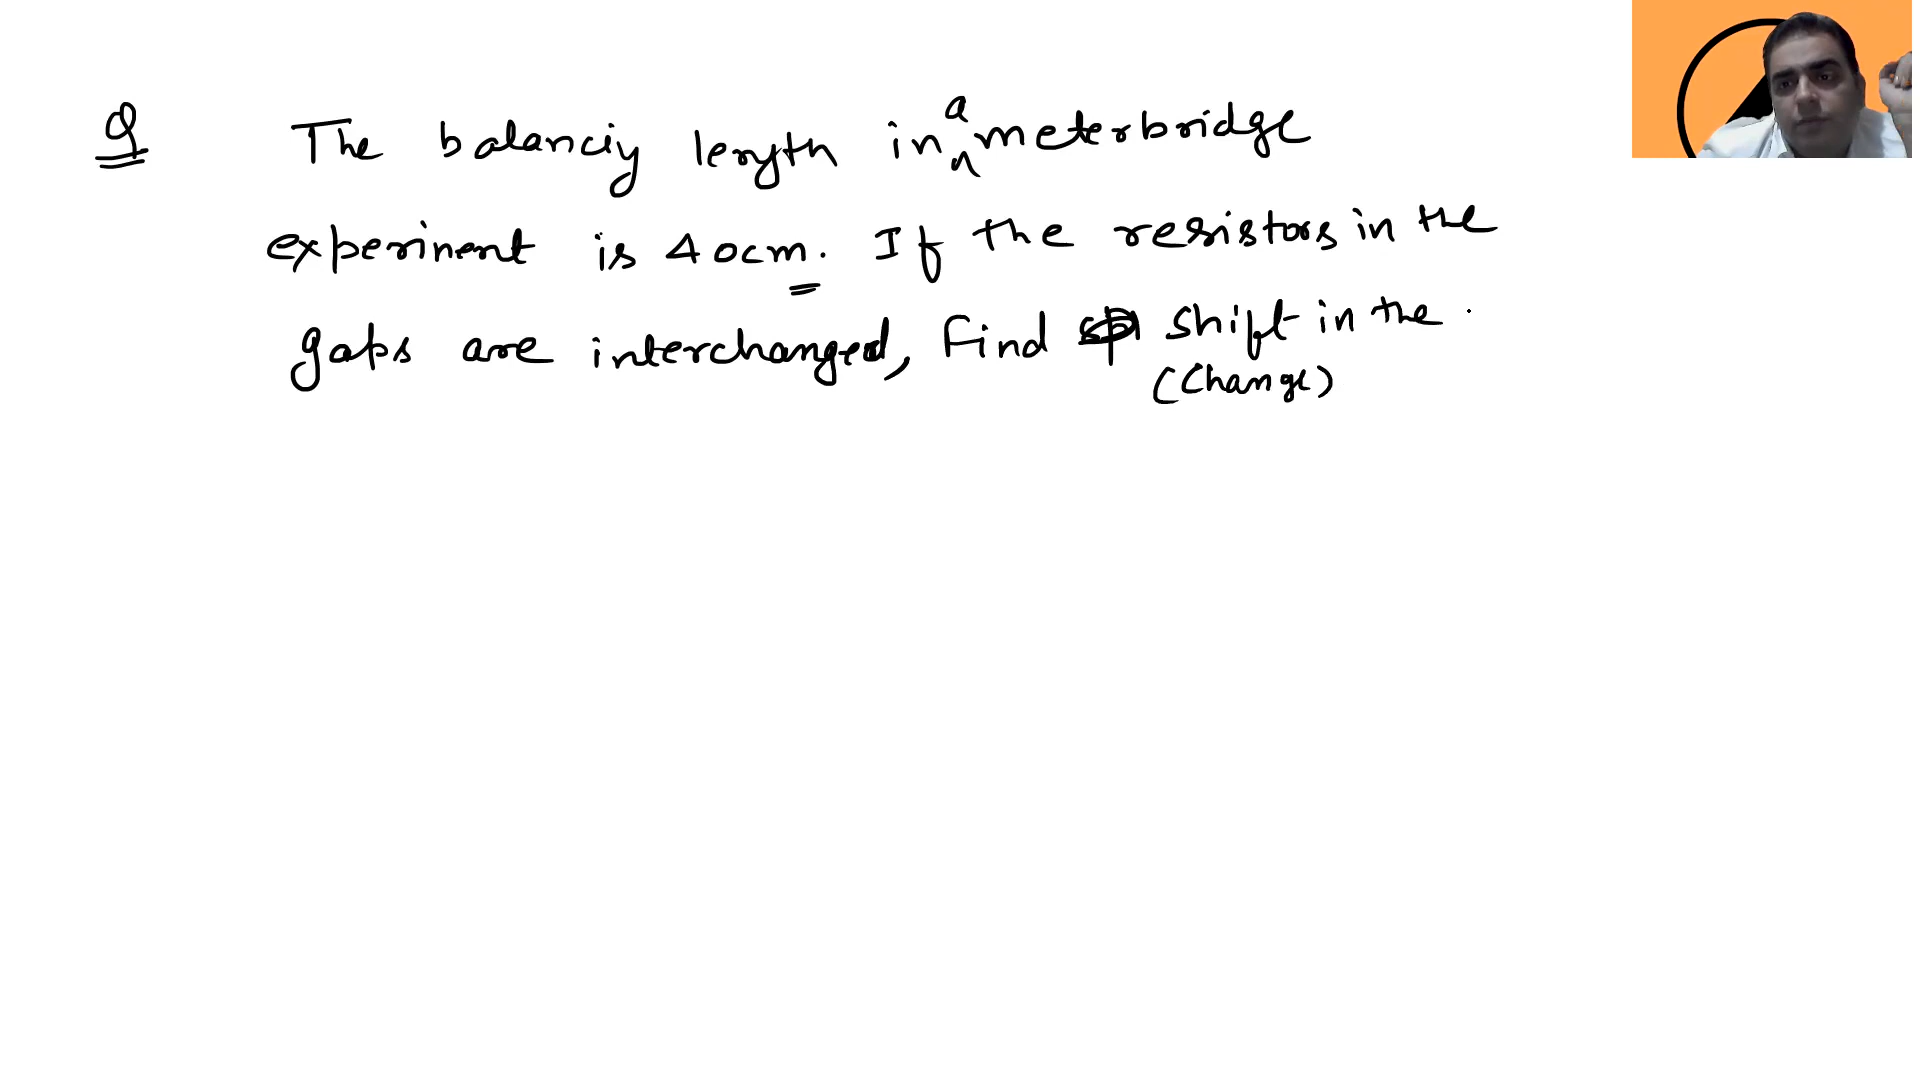 Q The balancing length in a meterbridge
experiment is 40cm. If the resistors in the
gaps are interchanged, find shift in the
(Change)